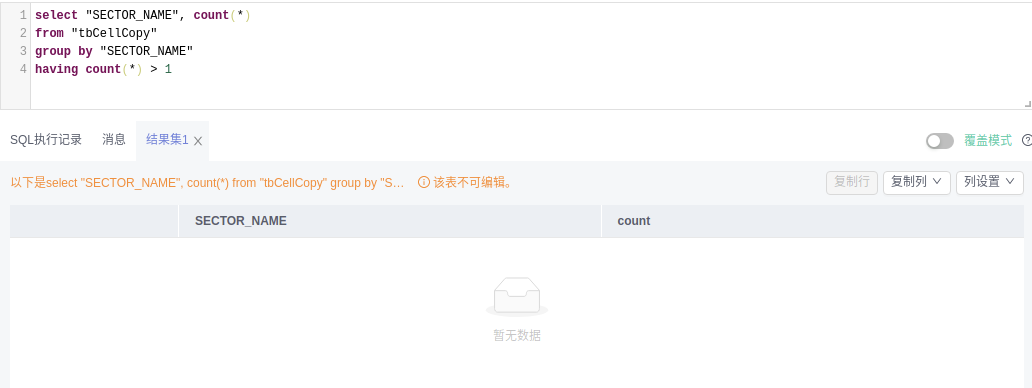 1 select "SECTOR_NAME", count(*)
2 from "tbCellCopy"
3 group by "SECTOR_NAME"
4 having count(*) > 1
SQL执行记录 消息 结果集1 覆盖模式
以下是select "SECTOR_NAME", count(*) from "tbCellCopy" group by "S... 该表不可编辑。 复制行 复制列 列设置
SECTOR_NAME count
暂无数据